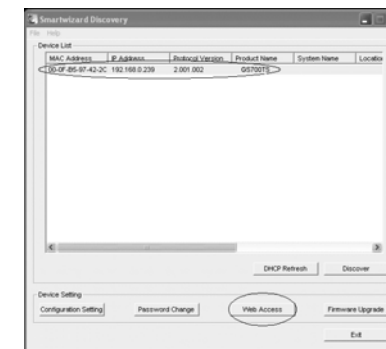 Smartwizard Discovery
File Help
Device List
MAC Address IP Address Protocol Version Product Name System Name Location
00-0F-B5-97-42-2C 192.168.0.239 2.001.002
DHCP Refresh Discover
Device Setting
Configuration Setting Password Change Web Access Firmware Upgrade
Exit